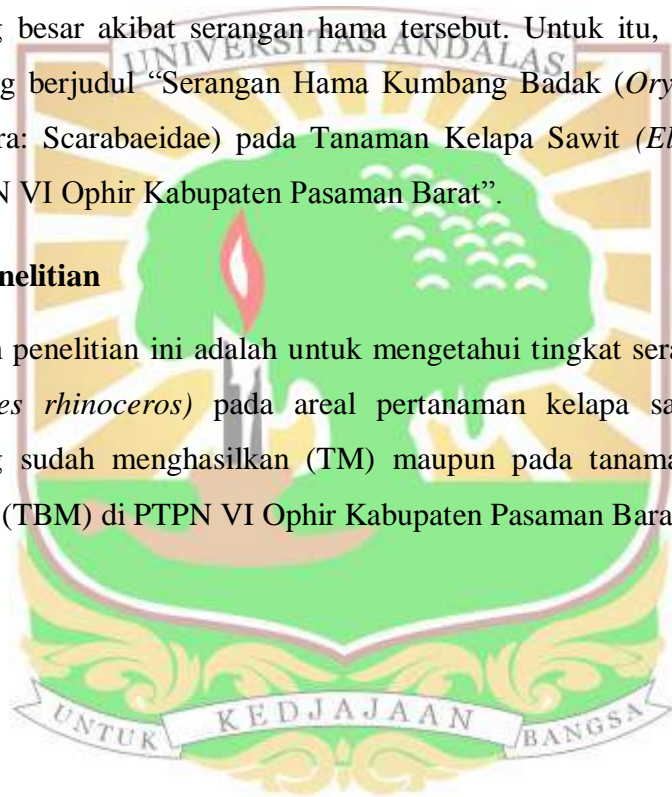 g besar akibat serangan hama tersebut. Untuk itu,
UNIVERSITAS ANDALAS
g berjudul “Serangan Hama Kumbang Badak (Ory
ra: Scarabaeidae) pada Tanaman Kelapa Sawit (El
N VI Ophir Kabupaten Pasaman Barat”.
nelitian
n penelitian ini adalah untuk mengetahui tingkat sera
es rhinoceros) pada areal pertanaman kelapa sa
g sudah menghasilkan (TM) maupun pada tanama
(TBM) di PTPN VI Ophir Kabupaten Pasaman Bara
UNTUK KEDJAJAAN BANGSA